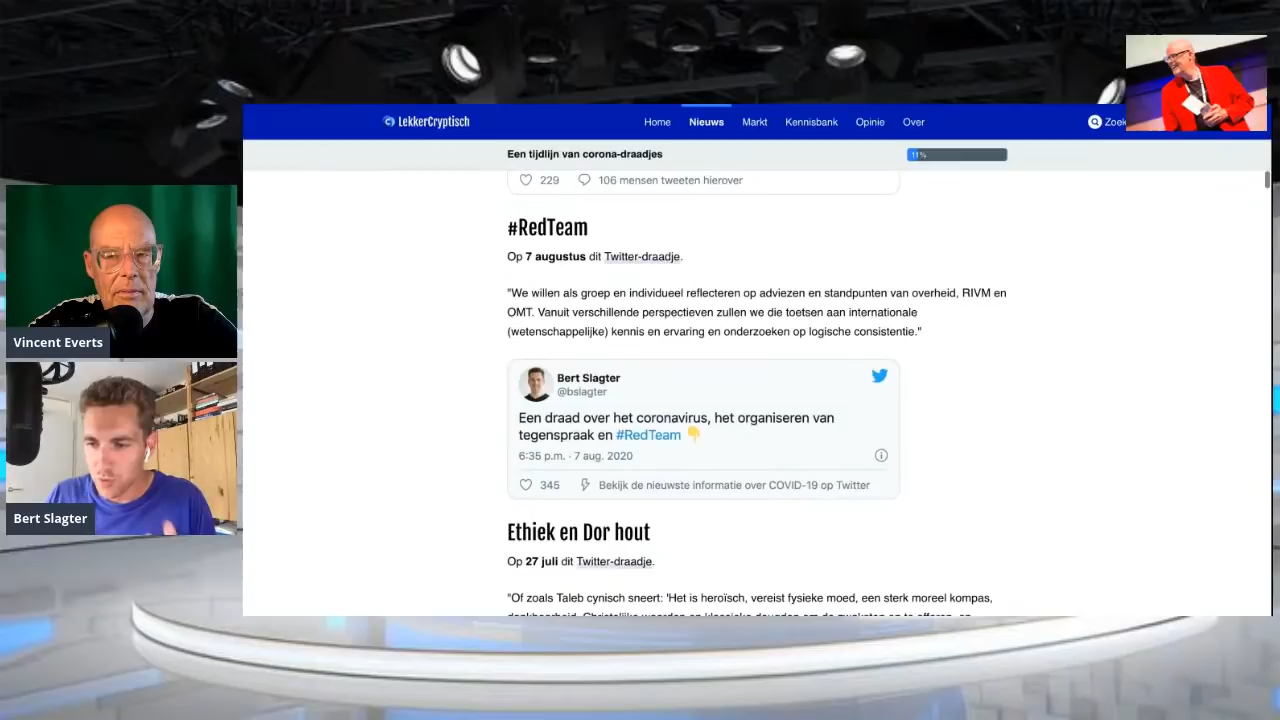 LekkerCryptisch
Home Nieuws Markt Kennisbank Opinie Over
Zoek
Een tijdlijn van corona-draadjes
11%
229 106 mensen tweeten hierover
#RedTeam
Op 7 augustus dit Twitter-draadje.
"We willen als groep en individueel reflecteren op adviezen en standpunten van overheid, RIVM en
OMT. Vanuit verschillende perspectieven zullen we die toetsen aan internationale
(wetenschappelijke) kennis en ervaring en onderzoeken op logische consistentie."
Bert Slagter
@bslagter
Een draad over het coronavirus, het organiseren van
tegenspraak en #RedTeam 👇
6:35 p.m. · 7 aug. 2020
345 Bekijk de nieuwste informatie over COVID-19 op Twitter
Ethiek en Dor hout
Op 27 juli dit Twitter-draadje.
"Of zoals Taleb cynisch sneert: 'Het is heroïsch, vereist fysieke moed, een sterk moreel kompas,
Vincent Everts
Bert Slagter